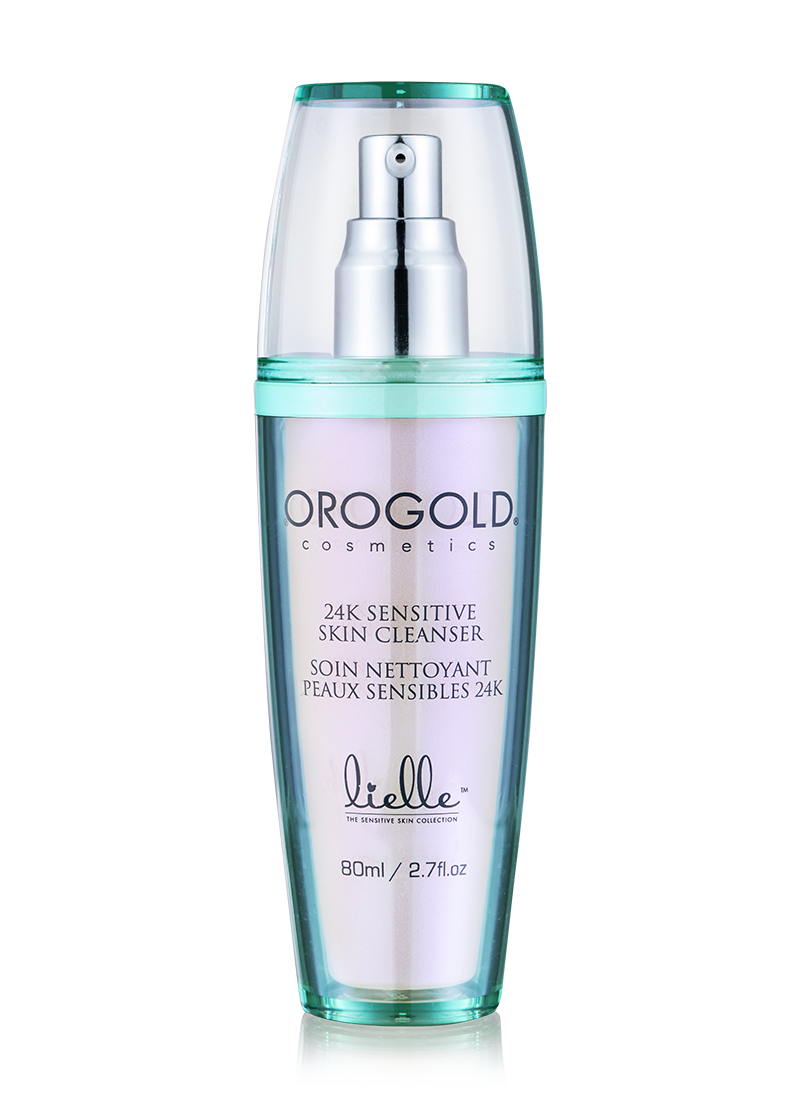 OROGOLD®
cosmetics
24K SENSITIVE
SKIN CLEANSER
SOIN NETTOYANT
PEAUX SENSIBLES 24K
lielle™
THE SENSITIVE SKIN COLLECTION
80ml / 2.7fl.oz